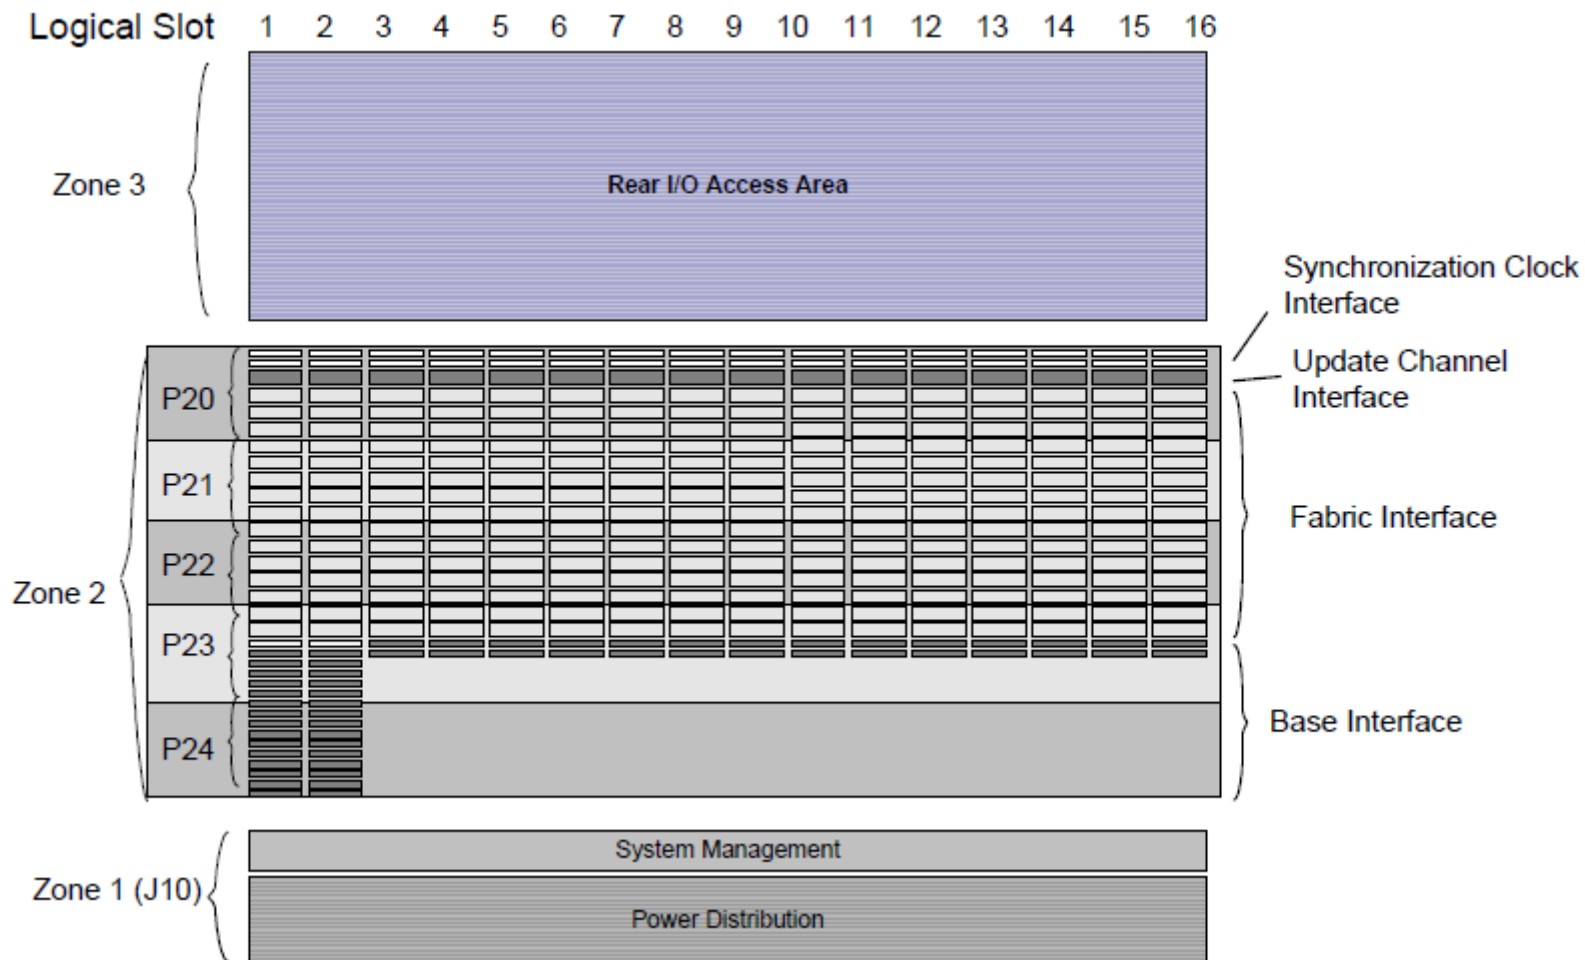 Logical Slot 1 2 3 4 5 6 7 8 9 10 11 12 13 14 15 16
Zone 3
Rear I/O Access Area
Synchronization Clock
Interface
Update Channel
Interface
P20
P21
Fabric Interface
P22
Zone 2
P23
Base Interface
P24
System Management
Zone 1 (J10)
Power Distribution